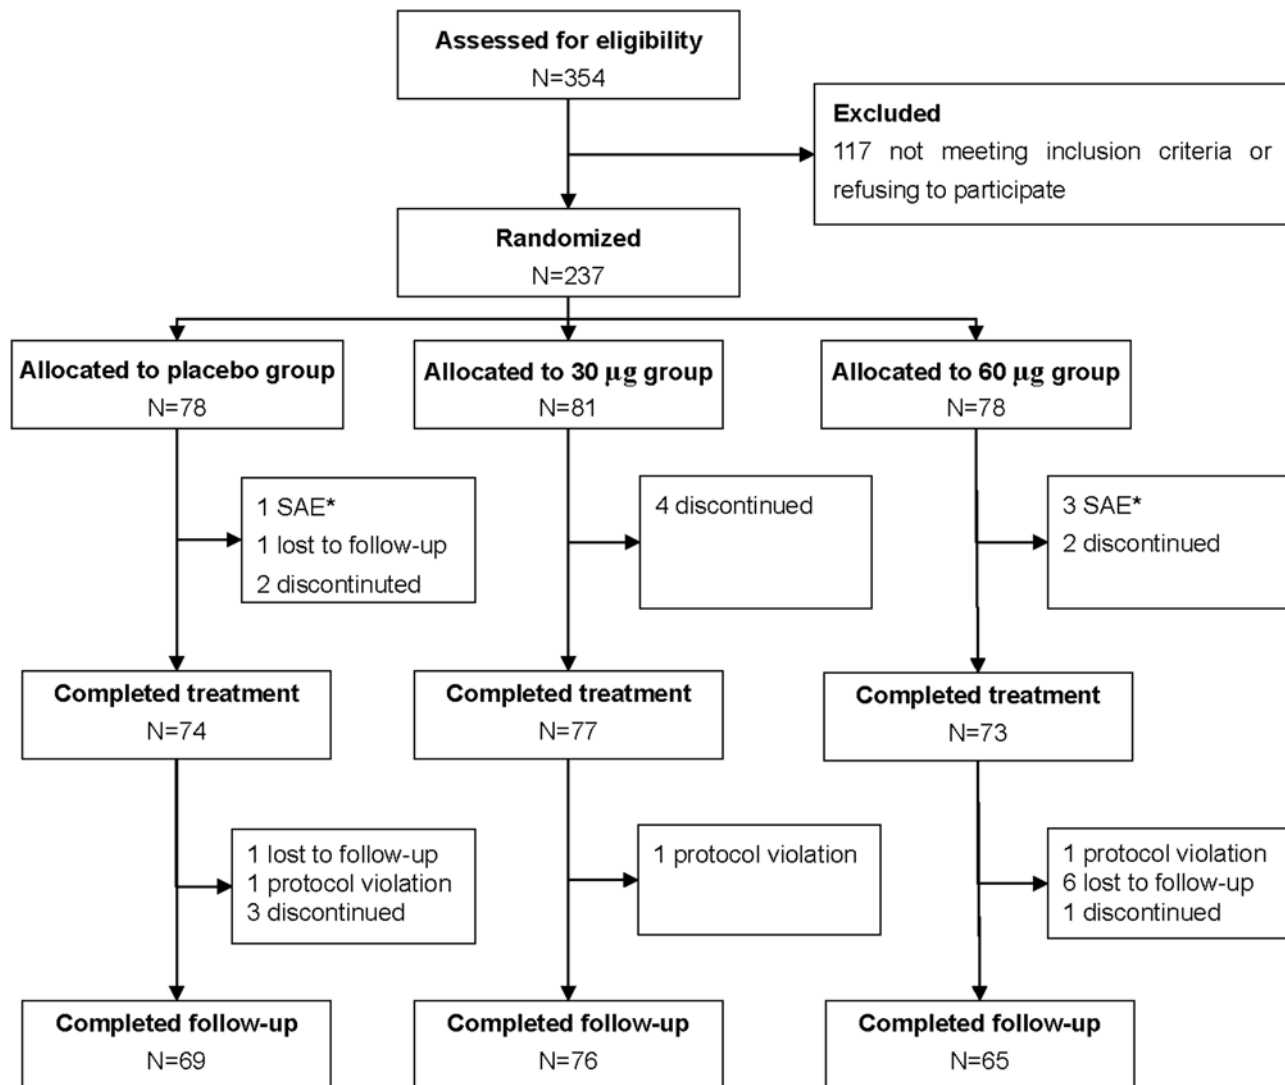 Assessed for eligibility
N=354
Excluded
117 not meeting inclusion criteria or
refusing to participate
Randomized
N=237
Allocated to placebo group
N=78
Allocated to 30 µg group
N=81
Allocated to 60 µg group
N=78
1 SAE*
1 lost to follow-up
2 discontinuted
4 discontinued
3 SAE*
2 discontinued
Completed treatment
N=74
Completed treatment
N=77
Completed treatment
N=73
1 lost to follow-up
1 protocol violation
3 discontinued
1 protocol violation
1 protocol violation
6 lost to follow-up
1 discontinued
Completed follow-up
N=69
Completed follow-up
N=76
Completed follow-up
N=65